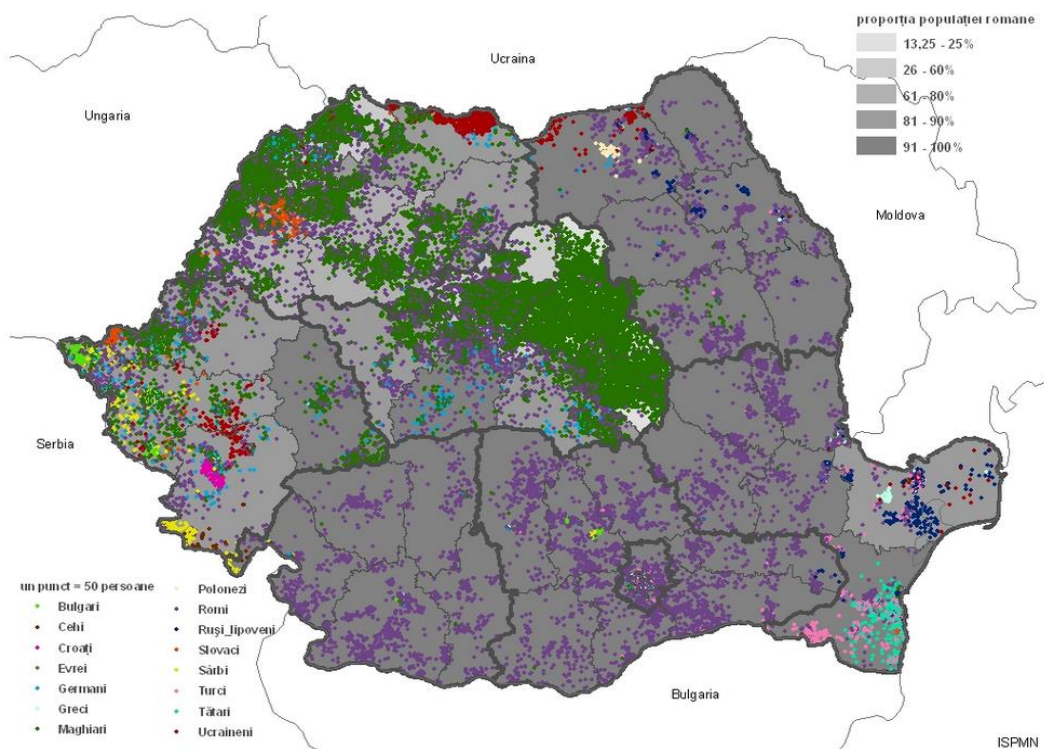 proporția populației romane
13,25 - 25%
26 - 60%
61 - 80%
81 - 90%
91 - 100%
Ucraina
Ungaria
Moldova
Serbia
Bulgaria
un punct = 50 persoane
Bulgari
Cehi
Croați
Evrei
Germani
Greci
Maghiari
Polonezi
Romi
Ruși_lipoveni
Slovaci
Sârbi
Turci
Tătari
Ucraineni
ISPMN